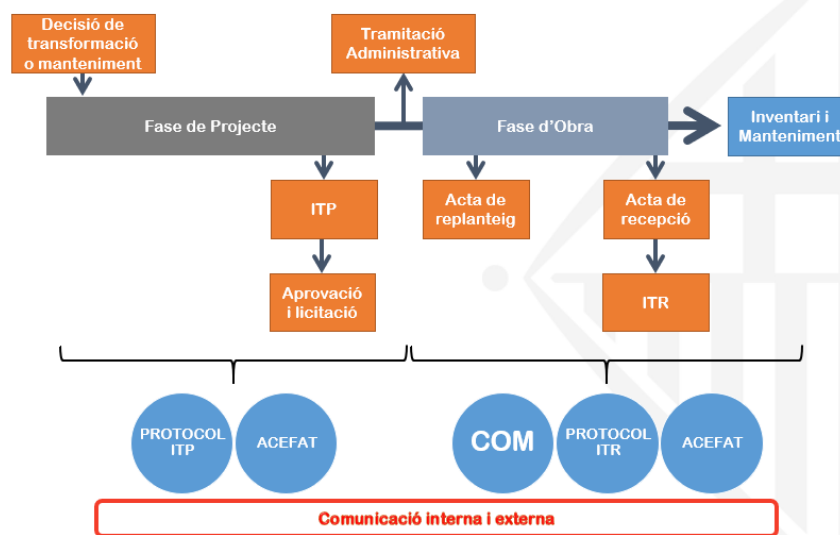 Decisió de
transformació
o manteniment
Tramitació
Administrativa
Fase de Projecte
Fase d'Obra
Inventari i
Manteniment
ITP
Acta de
replanteig
Acta de
recepció
Aprovació
i licitació
ITR
PROTOCOL
ITP
ACEFAT
COM
PROTOCOL
ITR
ACEFAT
Comunicació interna i externa